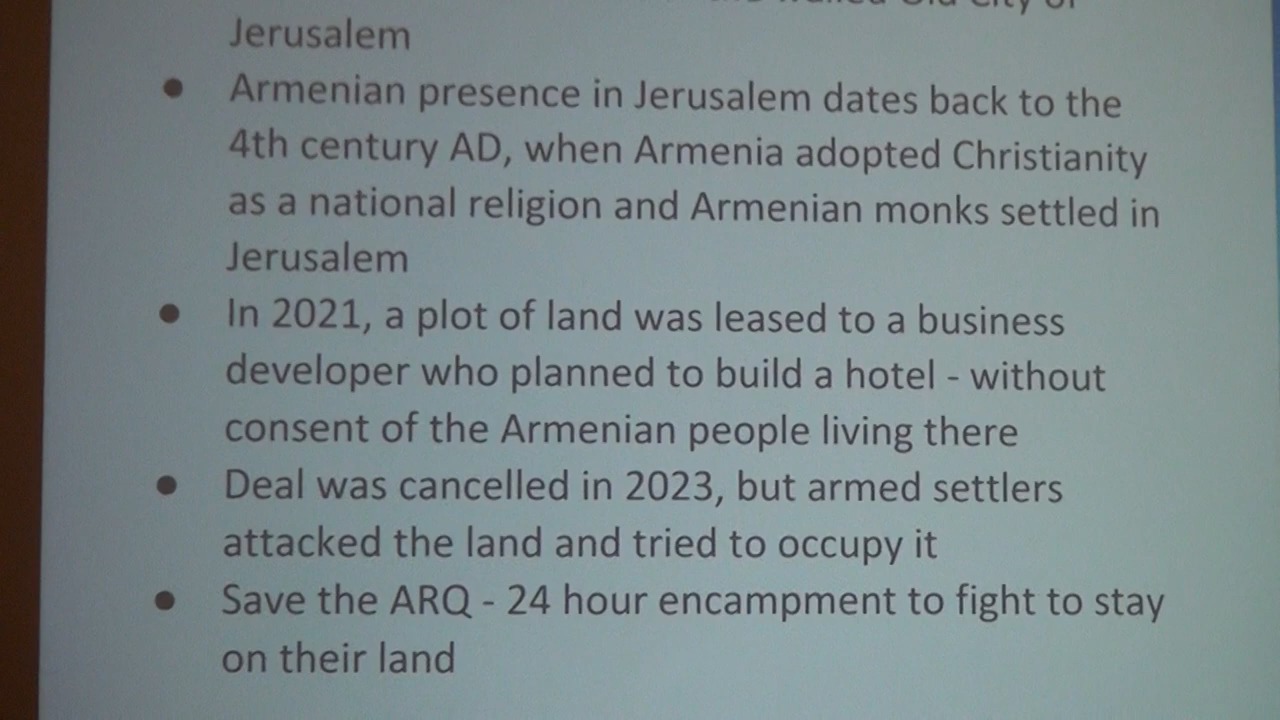 Old City of
Jerusalem
• Armenian presence in Jerusalem dates back to the
4th century AD, when Armenia adopted Christianity
as a national religion and Armenian monks settled in
Jerusalem
• In 2021, a plot of land was leased to a business
developer who planned to build a hotel - without
consent of the Armenian people living there
• Deal was cancelled in 2023, but armed settlers
attacked the land and tried to occupy it
• Save the ARQ - 24 hour encampment to fight to stay
on their land